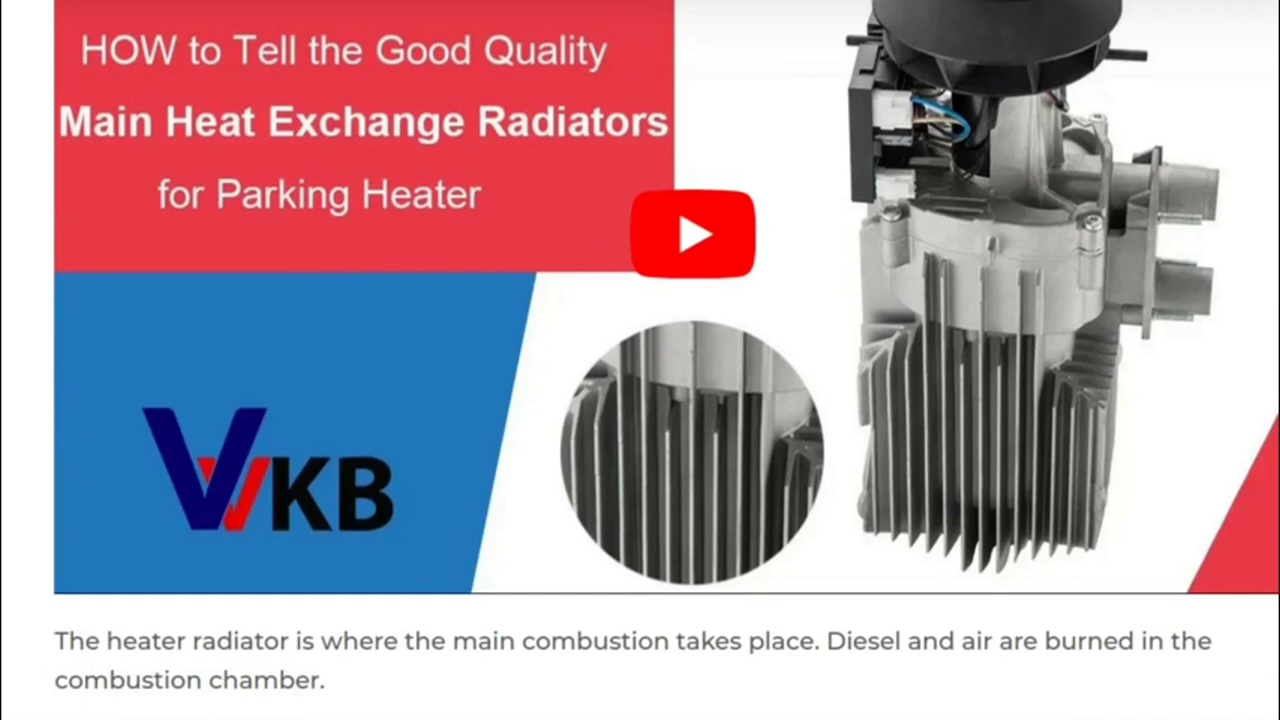 HOW to Tell the Good Quality
Main Heat Exchange Radiators
for Parking Heater
VVKB
The heater radiator is where the main combustion takes place. Diesel and air are burned in the
combustion chamber.